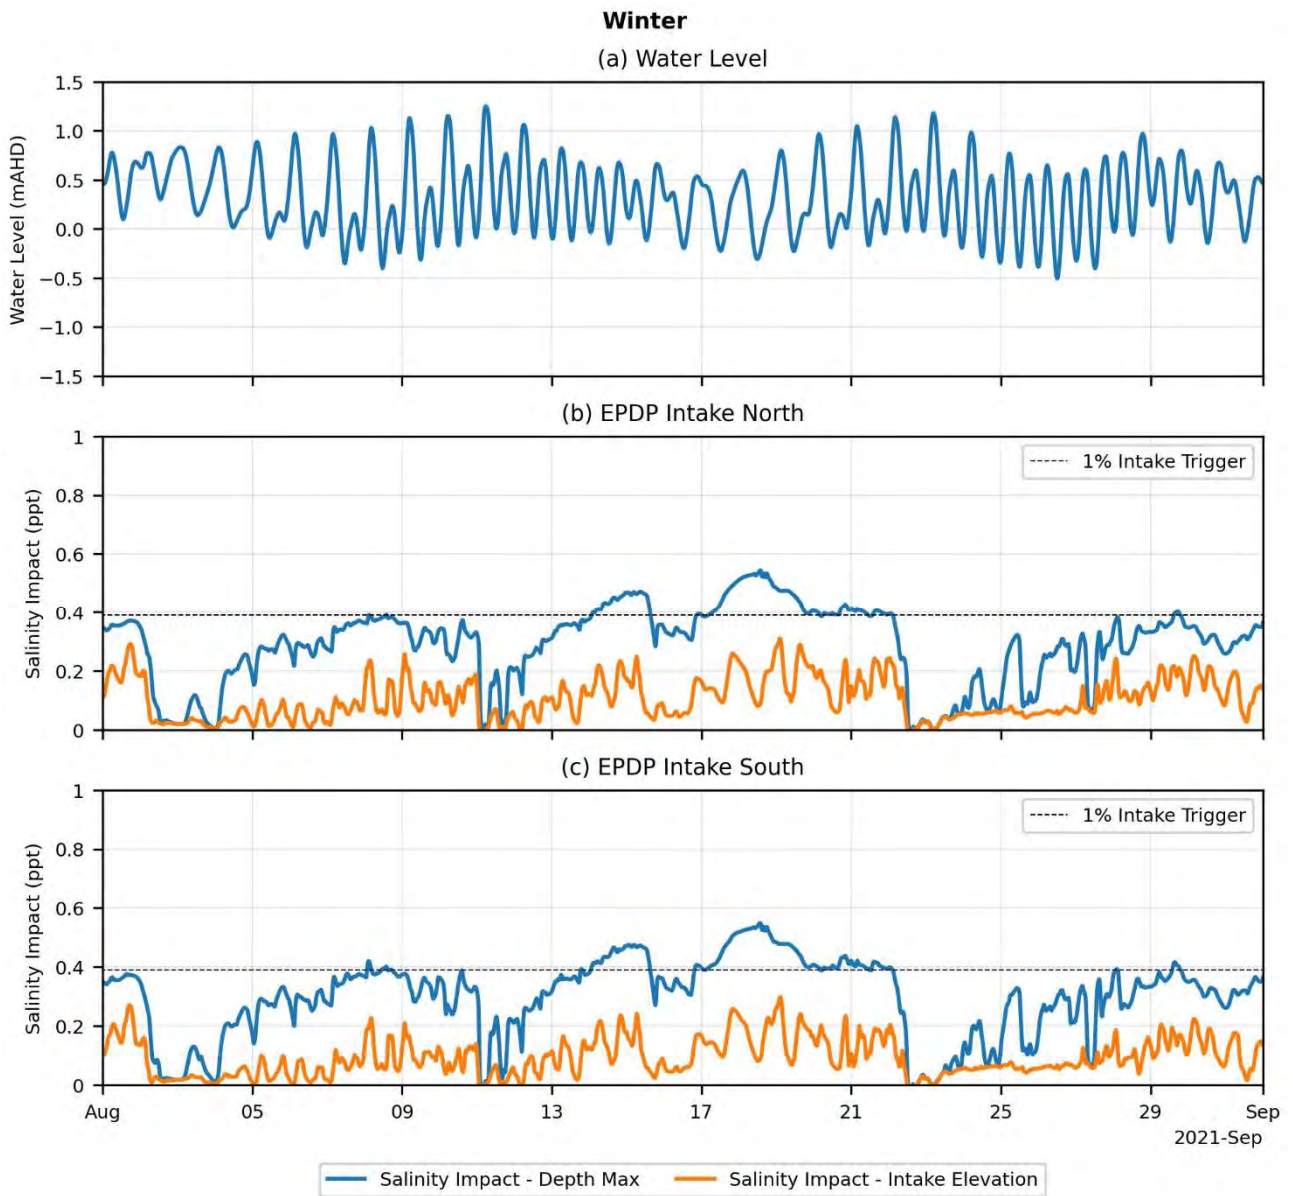 Winter
(a) Water Level
1.5
1.0
0.5
0.0
−0.5
−1.0
−1.5
Water Level (mAHD)
(b) EPDP Intake North
1
0.8
0.6
0.4
0.2
0
Salinity Impact (ppt)
1% Intake Trigger
(c) EPDP Intake South
1
0.8
0.6
0.4
0.2
0
Salinity Impact (ppt)
1% Intake Trigger
Aug 05 09 13 17 21 25 29 Sep
2021-Sep
Salinity Impact - Depth Max Salinity Impact - Intake Elevation